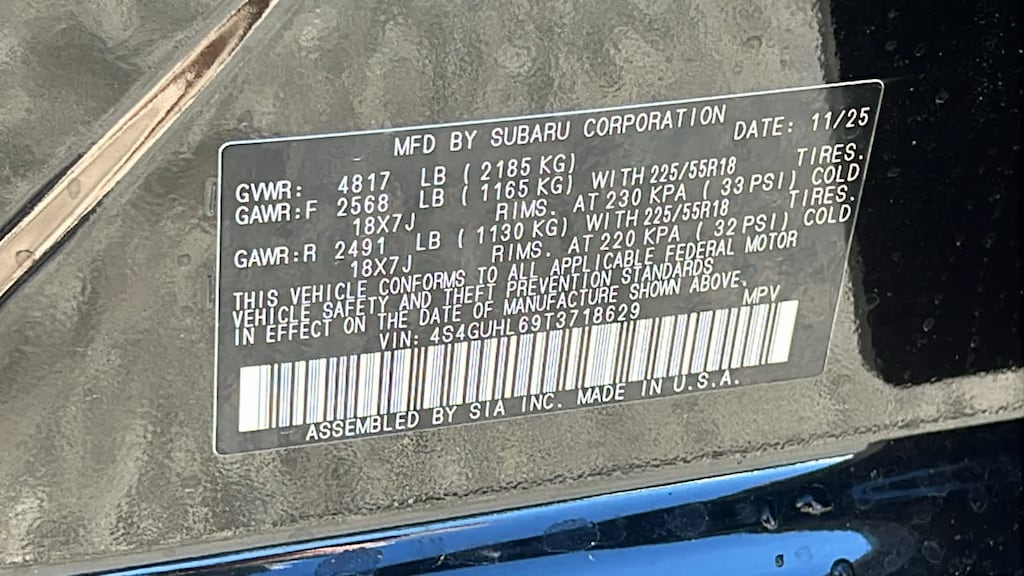 MFD BY SUBARU CORPORATION
DATE: 11/25
GVWR: 4817 LB (2185 KG)
GAWR:F 2568 LB (1165 KG) WITH 225/55R18 TIRES.
18X7J RIMS. AT 230 KPA (33 PSI) COLD
GAWR:R 2491 LB (1130 KG) WITH 225/55R18 TIRES.
18X7J RIMS. AT 220 KPA (32 PSI) COLD
THIS VEHICLE CONFORMS TO ALL APPLICABLE FEDERAL MOTOR
VEHICLE SAFETY AND THEFT PREVENTION STANDARDS
IN EFFECT ON THE DATE OF MANUFACTURE SHOWN ABOVE.
VIN: 4S4GUHL69T3718629 MPV
ASSEMBLED BY SIA INC. MADE IN U.S.A.